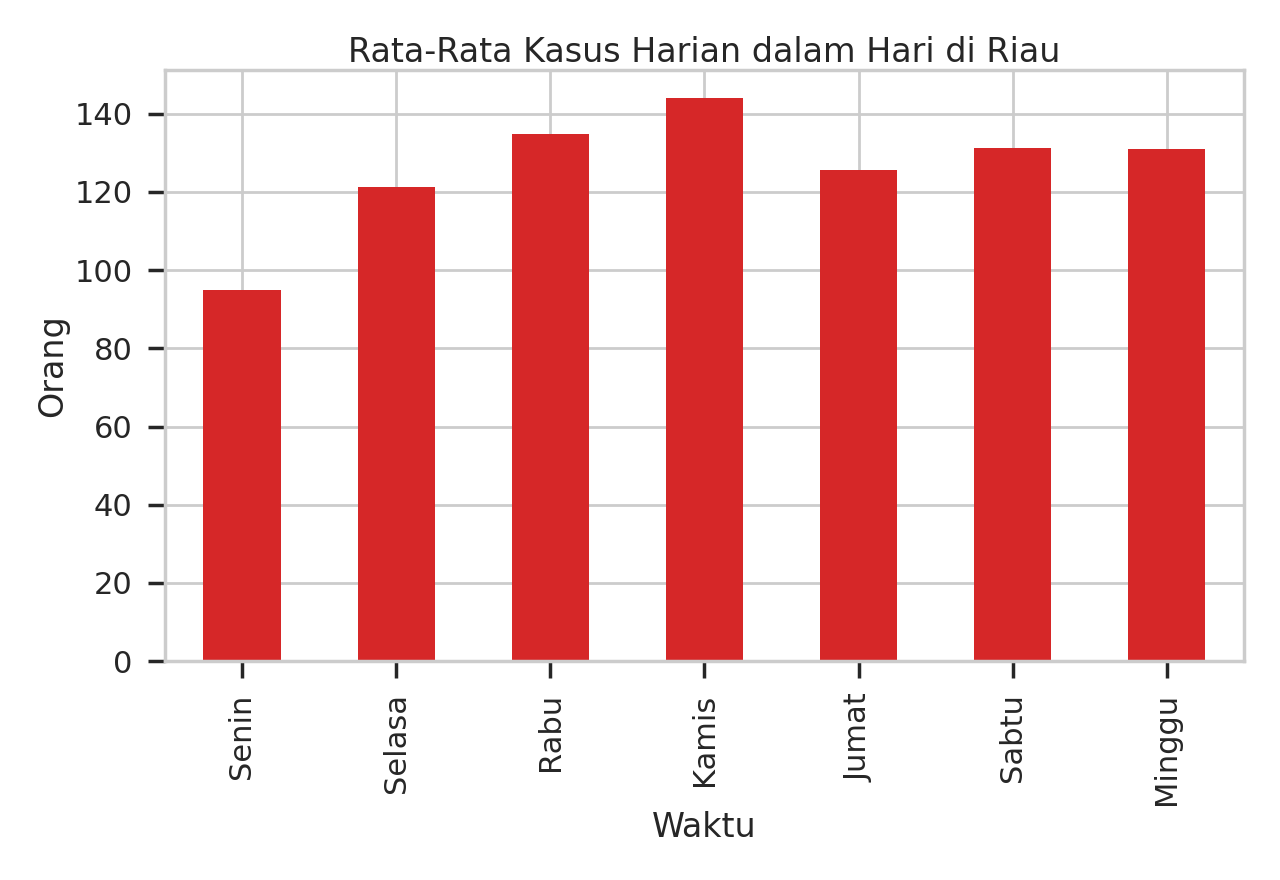 Rata-Rata Kasus Harian dalam Hari di Riau
140
120
100
80
60
40
20
0
Orang
Senin
Selasa
Rabu
Kamis
Jumat
Sabtu
Minggu
Waktu